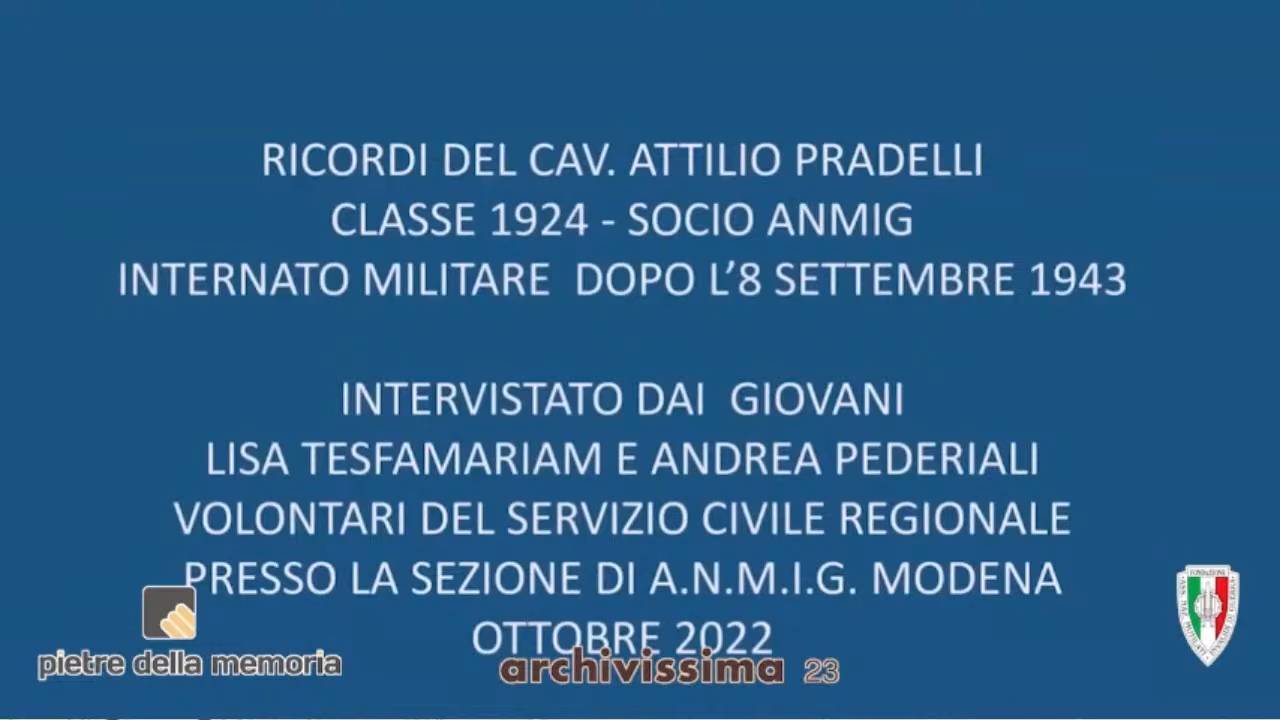 RICORDI DEL CAV. ATTILIO PRADELLI
CLASSE 1924 - SOCIO ANMIG
INTERNATO MILITARE DOPO L'8 SETTEMBRE 1943
INTERVISTATO DAI GIOVANI
LISA TESFAMARIAM E ANDREA PEDERIALI
VOLONTARI DEL SERVIZIO CIVILE REGIONALE
PRESSO LA SEZIONE DI A.N.M.I.G. MODENA
OTTOBRE 2022
pietre della memoria
archivissima 23
FONDAZIONE